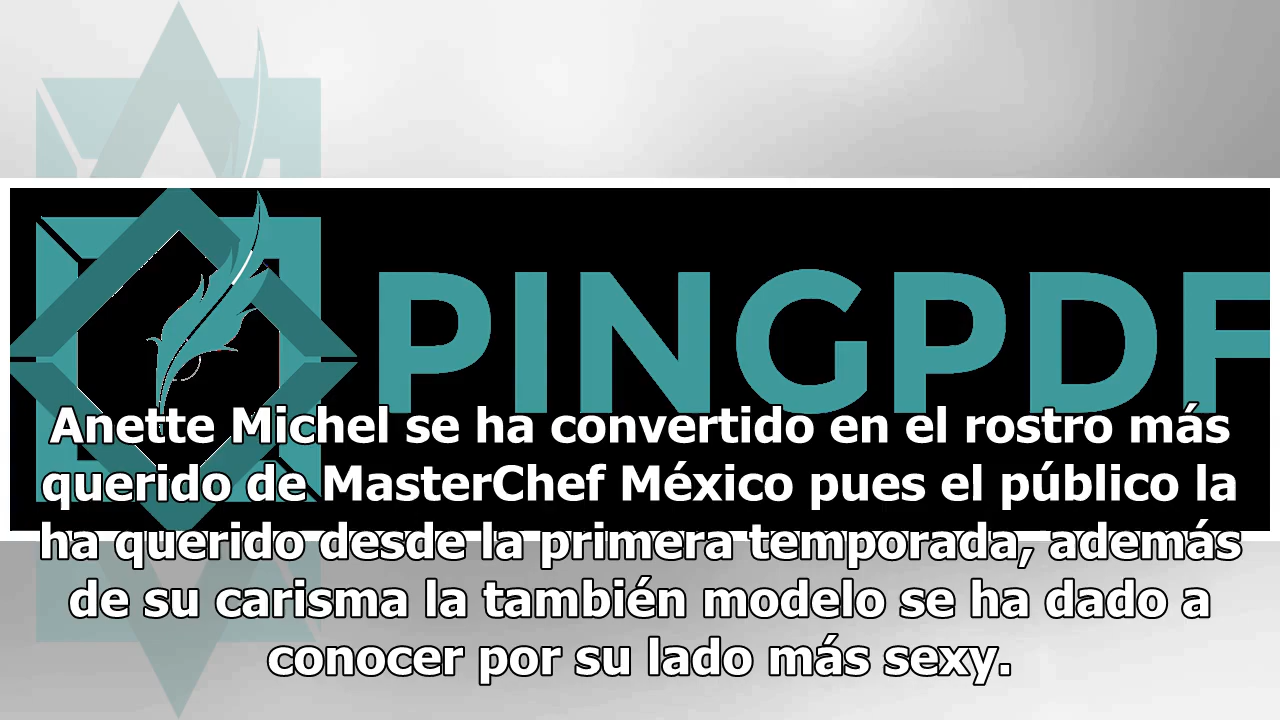 PINGPDF
Anette Michel se ha convertido en el rostro más
querido de MasterChef México pues el público la
ha querido desde la primera temporada, además
de su carisma la también modelo se ha dado a
conocer por su lado más sexy.